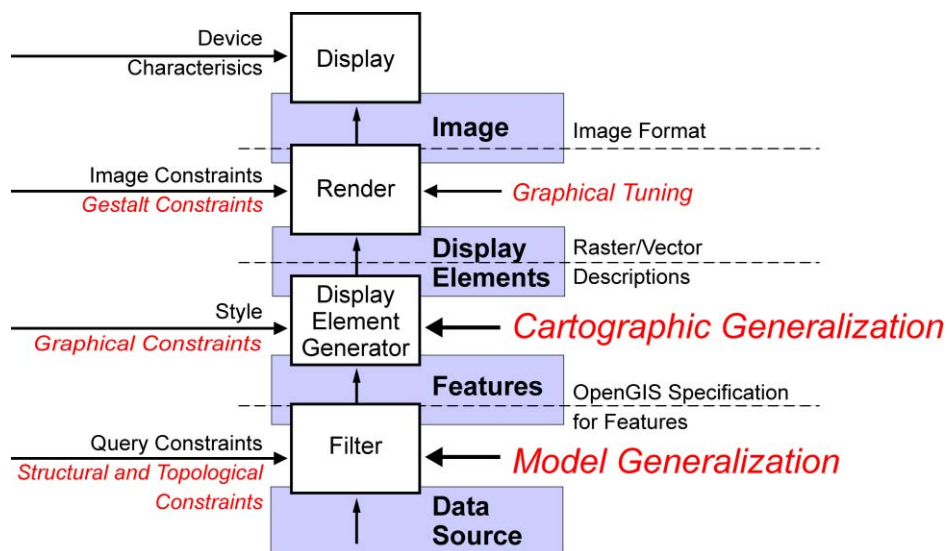 Device
Characterisics
Display
Image
Image Format
Image Constraints
Gestalt Constraints
Render
Graphical Tuning
Display
Elements
Raster/Vector
Descriptions
Style
Graphical Constraints
Display
Element
Generator
Cartographic Generalization
Features
OpenGIS Specification
for Features
Query Constraints
Structural and Topological
Constraints
Filter
Model Generalization
Data
Source